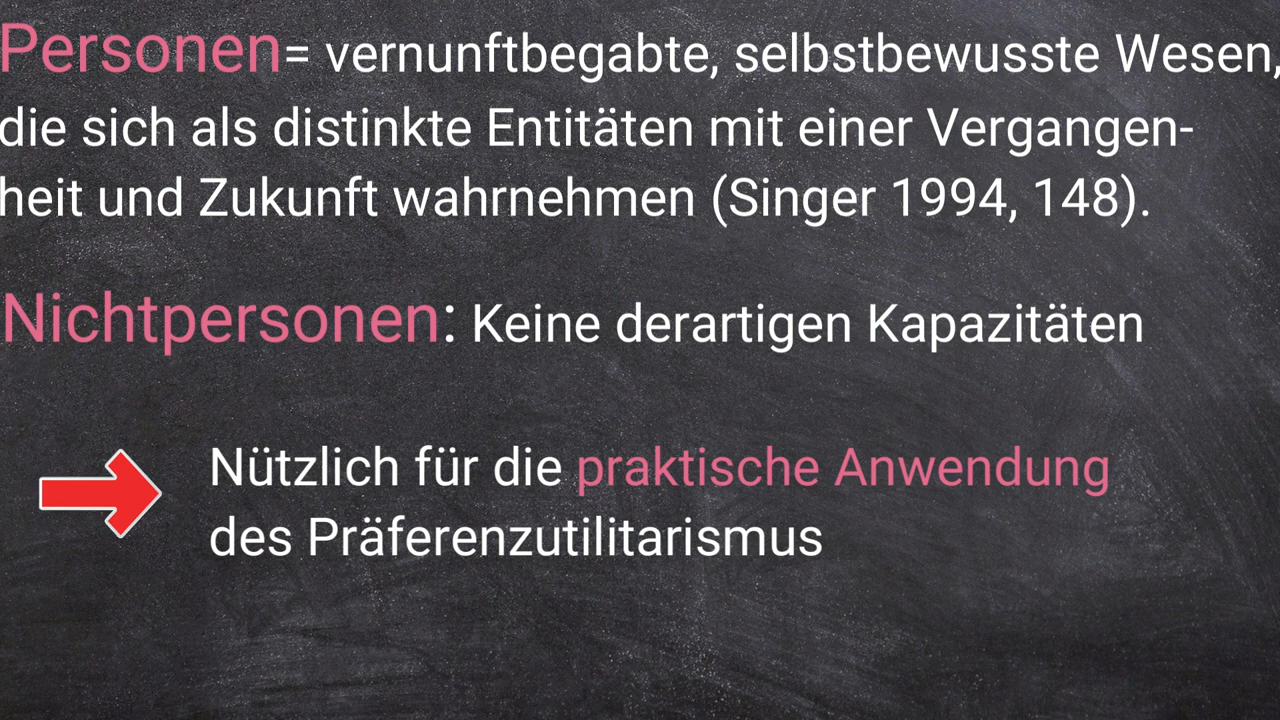 Personen= vernunftbegabte, selbstbewusste Wesen,
die sich als distinkte Entitäten mit einer Vergangen-
heit und Zukunft wahrnehmen (Singer 1994, 148).
Nichtpersonen: Keine derartigen Kapazitäten
Nützlich für die praktische Anwendung
des Präferenzutilitarismus